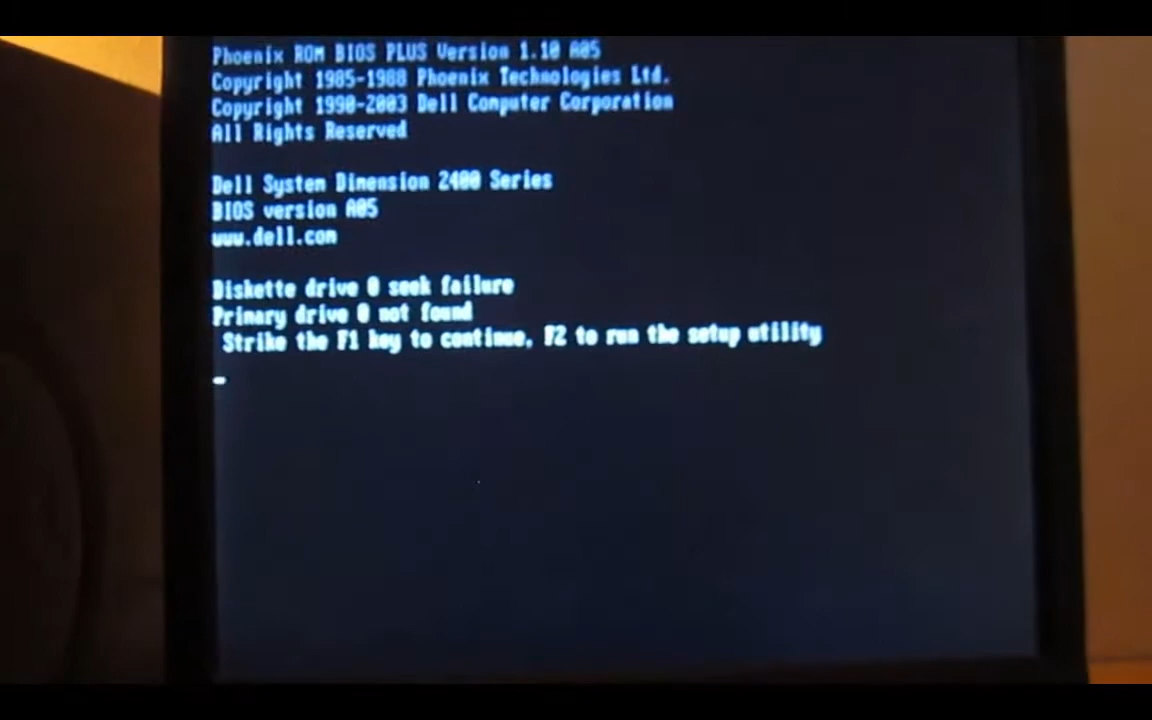 Phoenix ROM BIOS PLUS Version 1.10 A05
Copyright 1985-1988 Phoenix Technologies Ltd.
Copyright 1990-2003 Dell Computer Corporation
All Rights Reserved
Dell System Dimension 2400 Series
BIOS version A05
www.dell.com
Diskette drive 0 seek failure
Primary drive 0 not found
Strike the F1 key to continue, F2 to run the setup utility